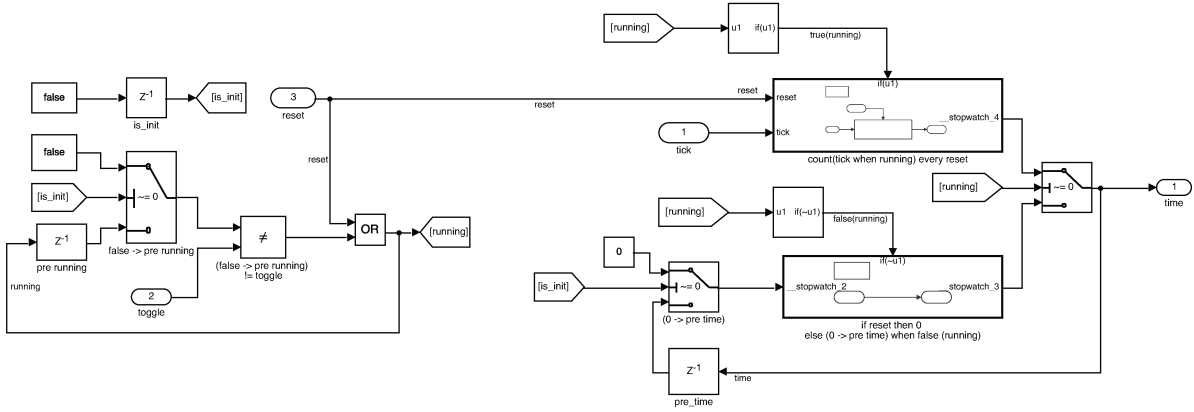 [running]
u1
if(u1)
true(running)
false
Z-1
is_init
[is_init]
3
reset
reset
reset
reset
if(u1)
reset
tick
__stopwatch_4
count(tick when running) every reset
1
tick
false
[is_init]
~= 0
Z-1
pre running
false -> pre running
running
≠
(false -> pre running)
!= toggle
2
toggle
OR
[running]
[running]
u1
if(~u1)
false(running)
[running]
~= 0
1
time
0
[is_init]
~= 0
(0 -> pre time)
if(~u1)
__stopwatch_2
__stopwatch_3
if reset then 0
else (0 -> pre time) when false (running)
Z-1
pre_time
time